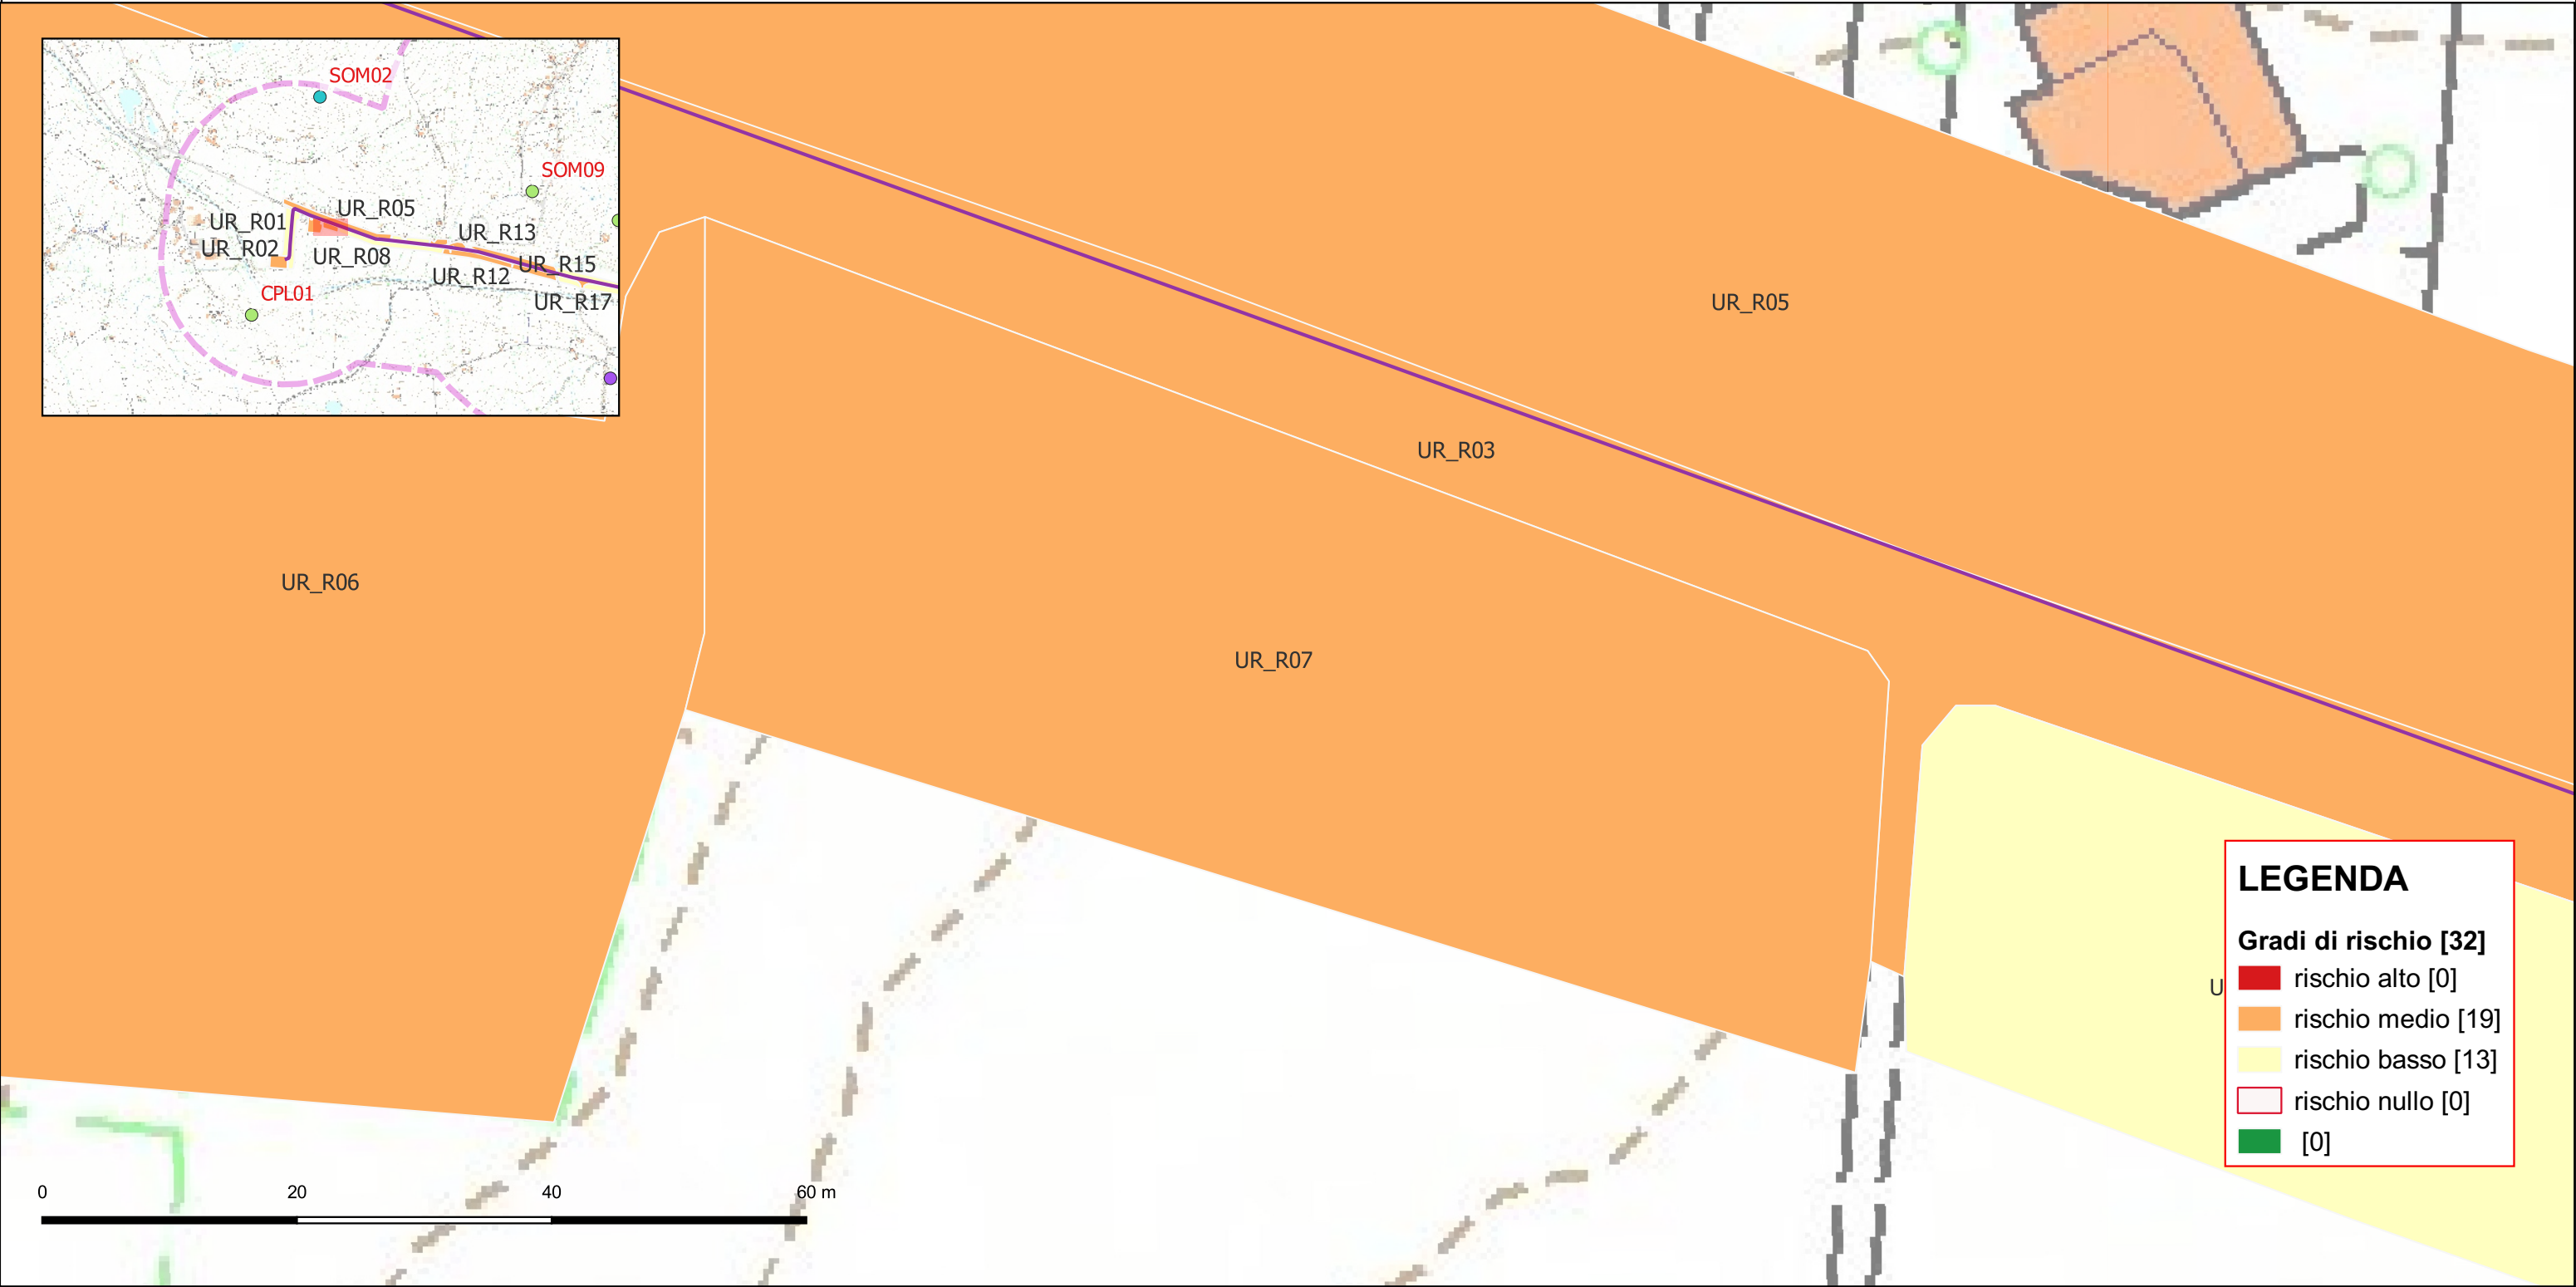 SOM02
SOM09
UR_R05
UR_R01
UR_R13
UR_R02
UR_R08
UR_R15
UR_R12
CPL01
UR_R17
UR_R05
UR_R03
UR_R06
UR_R07
U
LEGENDA
Gradi di rischio [32]
rischio alto [0]
rischio medio [19]
rischio basso [13]
rischio nullo [0]
[0]
0 20 40 60 m